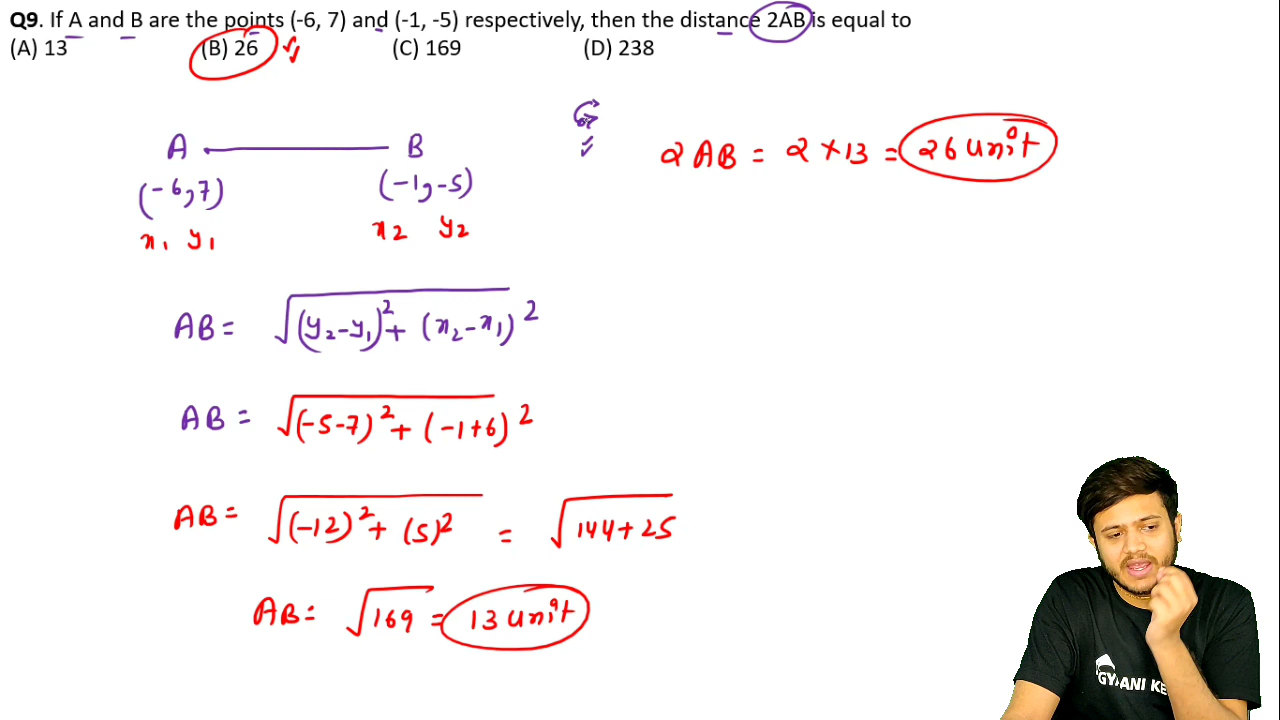 Q9. If A and B are the points (-6, 7) and (-1, -5) respectively, then the distance 2AB is equal to
(A) 13 (B) 26 (C) 169 (D) 238
A B
(-6,7) (-1,-5)
x₁ y₁ x₂ y₂
2AB = 2×13 = 26 unit
AB = √(y₂-y₁)² + (x₂-x₁)²
AB = √(-5-7)² + (-1+6)²
AB = √(-12)² + (5)² = √144+25
AB = √169 = 13 unit